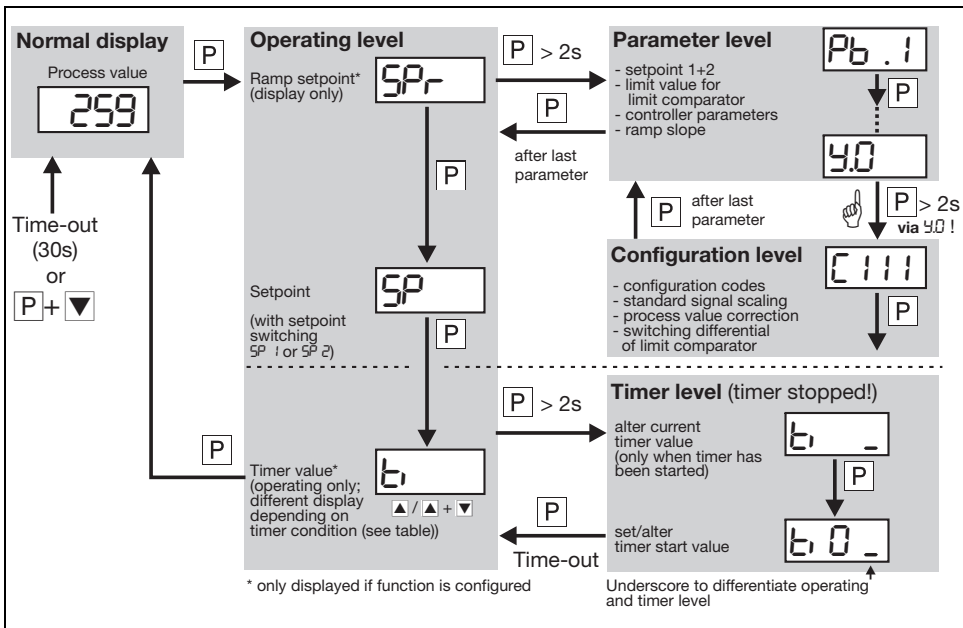 Normal display
Process value
259
P
Time-out
(30s)
or
P + ▼
P
Operating level
Ramp setpoint*
(display only)
SPr
P
Setpoint
SP
(with setpoint
switching
SP 1 or SP 2)
P
Timer value*
(operating only;
different display
depending on
timer condition (see table))
ti
▲ / ▲ + ▼
* only displayed if function is configured
P > 2s
P
after last
parameter
Parameter level
- setpoint 1+2
- limit value for
limit comparator
- controller parameters
- ramp slope
Pb .1
P
y.0
P > 2s
via y.0 !
P
after last
parameter
Configuration level
- configuration codes
- standard signal scaling
- process value correction
- switching differential
of limit comparator
C111
P
P > 2s
P
Time-out
Timer level (timer stopped!)
alter current
timer value
(only when timer has
been started)
ti _
P
set/alter
timer start value
ti 0 _
Underscore to differentiate operating
and timer level